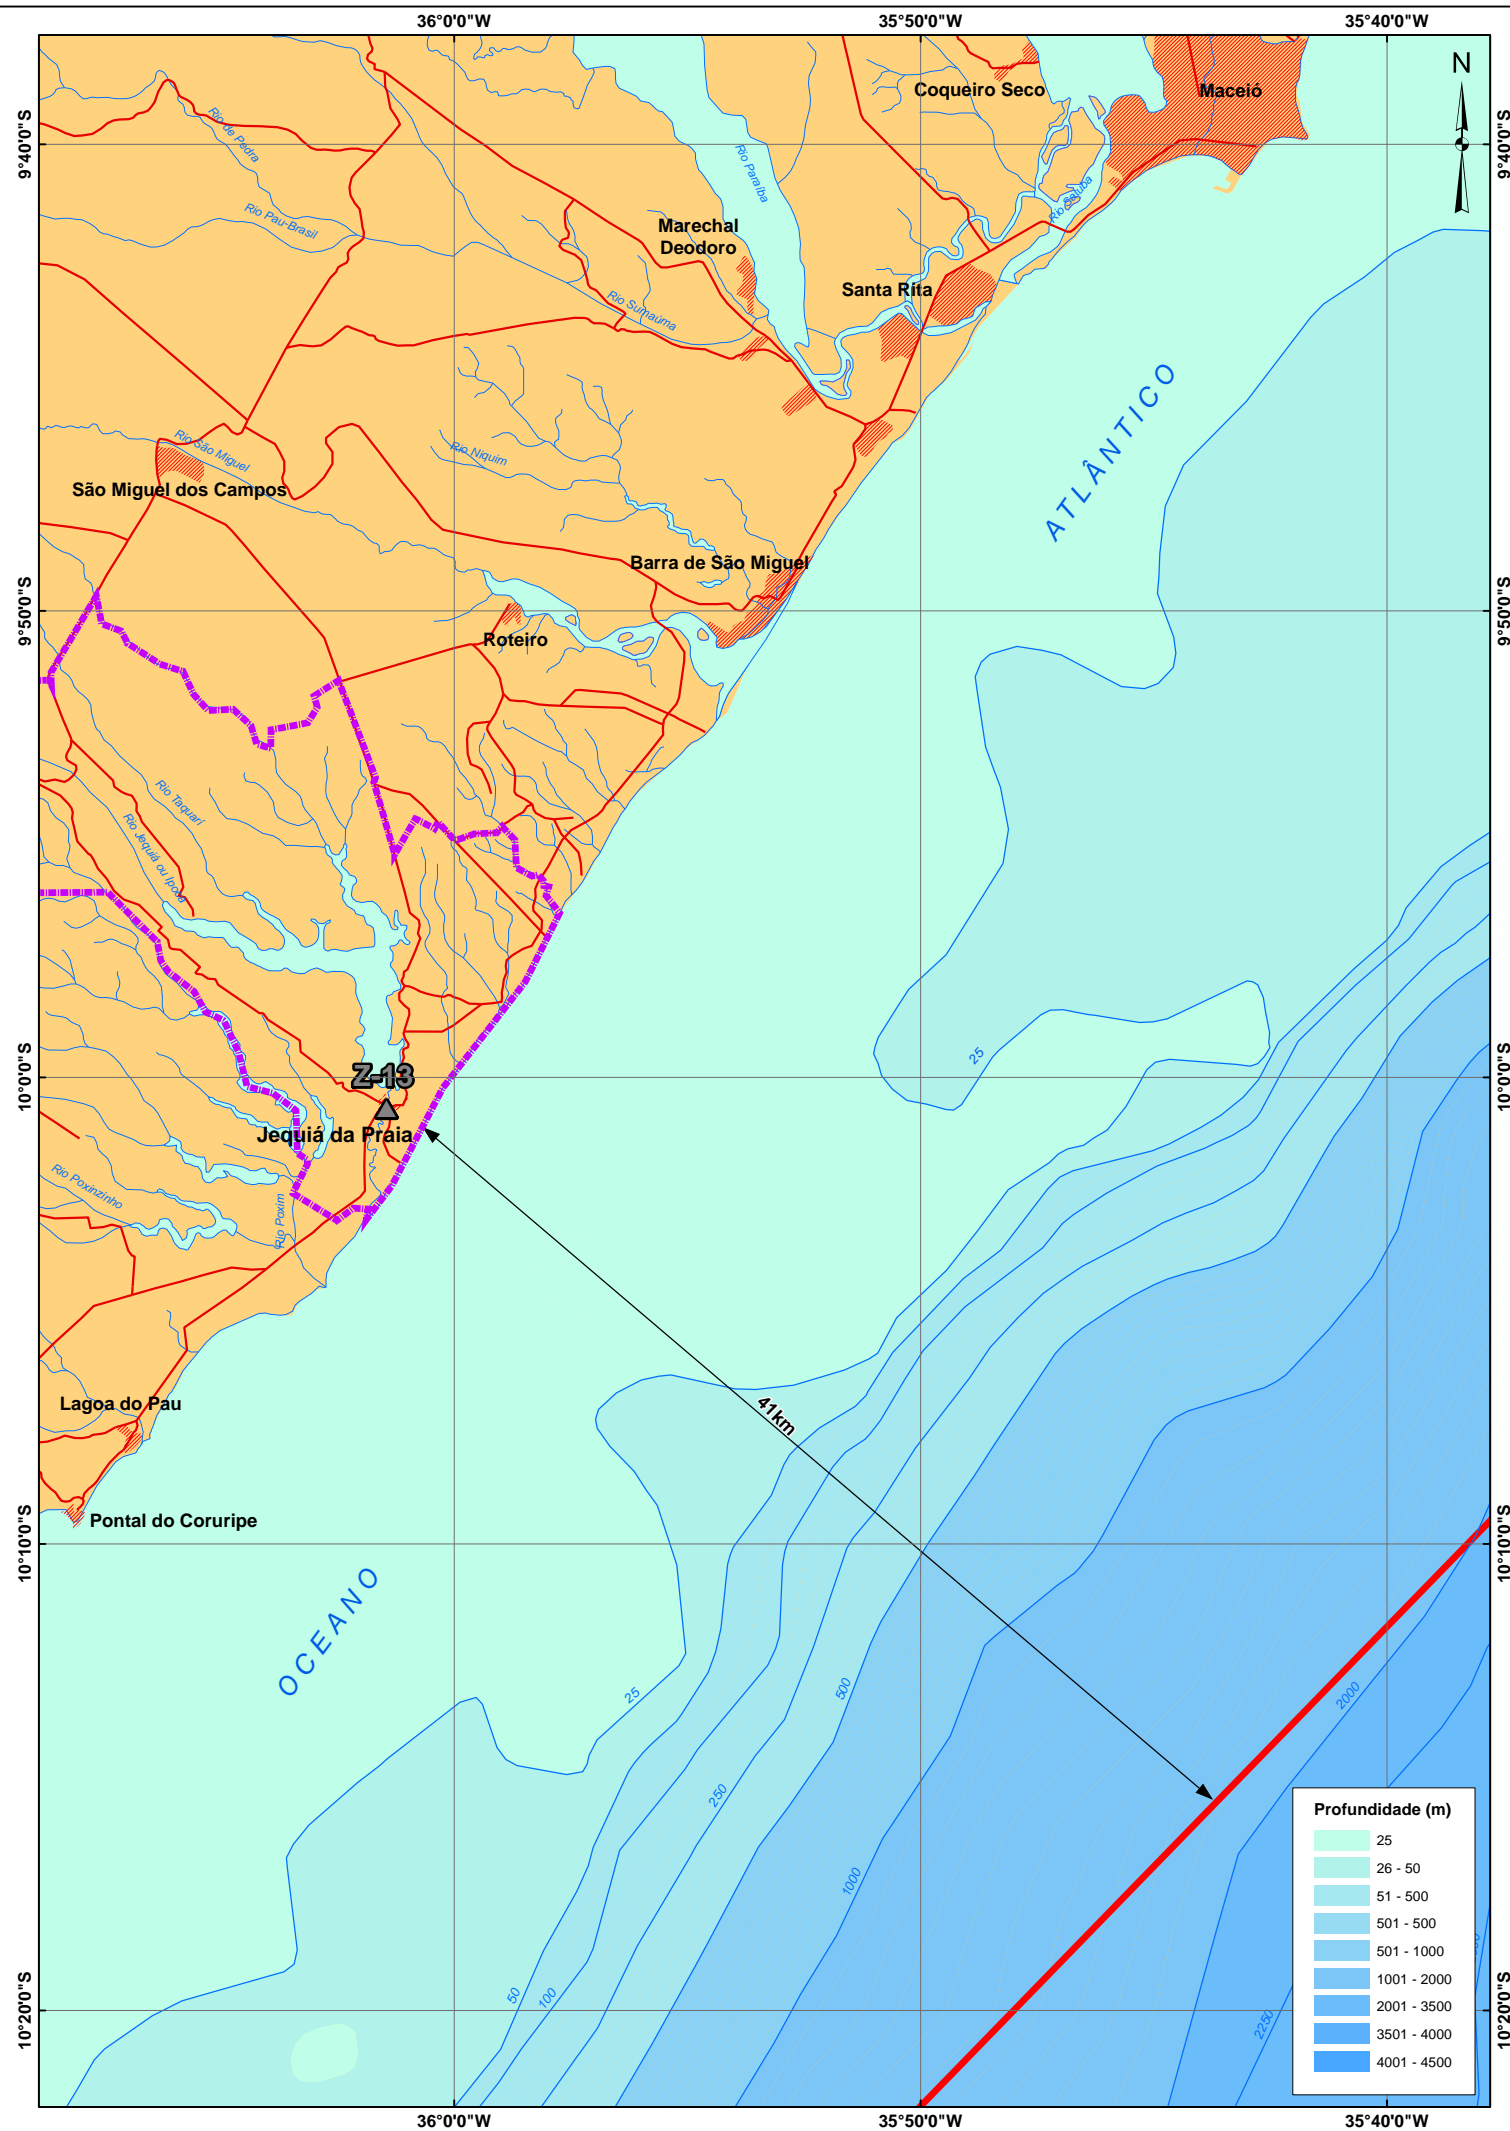 36°0'0"W
35°50'0"W
35°40'0"W
N
Coqueiro Seco
Maceió
9°40'0"S
9°40'0"S
Rio de Pedra
Rio Paraíba
Rio Satuba
Rio Pau-Brasil
Marechal
Deodoro
Santa Rita
Rio Sumaúma
ATLÂNTICO
Rio São Miguel
Rio Niquim
São Miguel dos Campos
Barra de São Miguel
9°50'0"S
9°50'0"S
Roteiro
Rio Taquari
Rio Jequiá ou Ipoca
25
10°0'0"S
10°0'0"S
Z-13
Jequiá da Praia
Rio Poxinzinho
Rio Poxim
Lagoa do Pau
41km
Pontal do Coruripe
10°10'0"S
10°10'0"S
OCEANO
25
500
2000
250
1000
50
100
2250
Profundidade (m)
25
26 - 50
51 - 500
501 - 500
501 - 1000
1001 - 2000
2001 - 3500
3501 - 4000
4001 - 4500
10°20'0"S
10°20'0"S
36°0'0"W
35°50'0"W
35°40'0"W